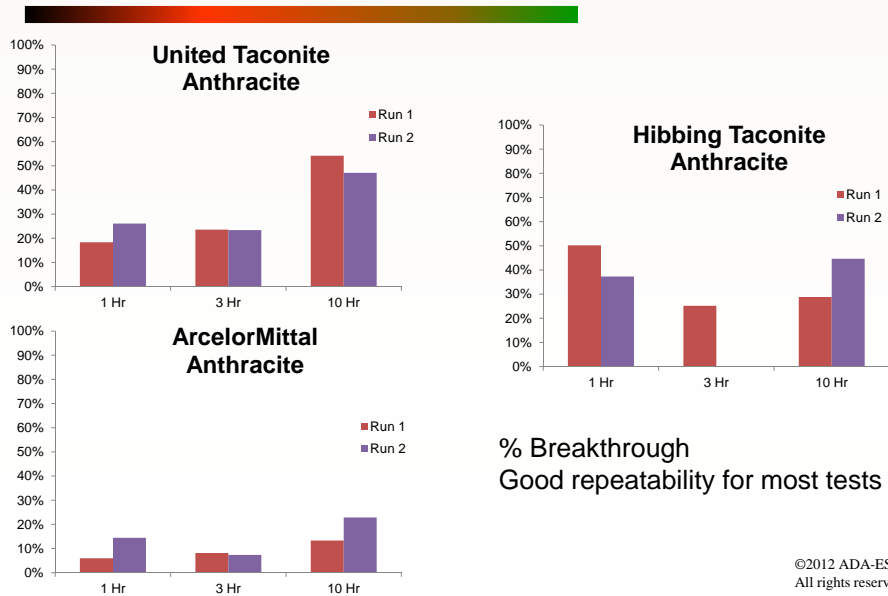 United Taconite
Anthracite
100%
90%
80%
70%
60%
50%
40%
30%
20%
10%
0%
Run 1
Run 2
1 Hr 3 Hr 10 Hr
Hibbing Taconite
Anthracite
100%
90%
80%
70%
60%
50%
40%
30%
20%
10%
0%
Run 1
Run 2
1 Hr 3 Hr 10 Hr
ArcelorMittal
Anthracite
100%
90%
80%
70%
60%
50%
40%
30%
20%
10%
0%
Run 1
Run 2
1 Hr 3 Hr 10 Hr
% Breakthrough
Good repeatability for most tests
©2012 ADA-ES
All rights reserv